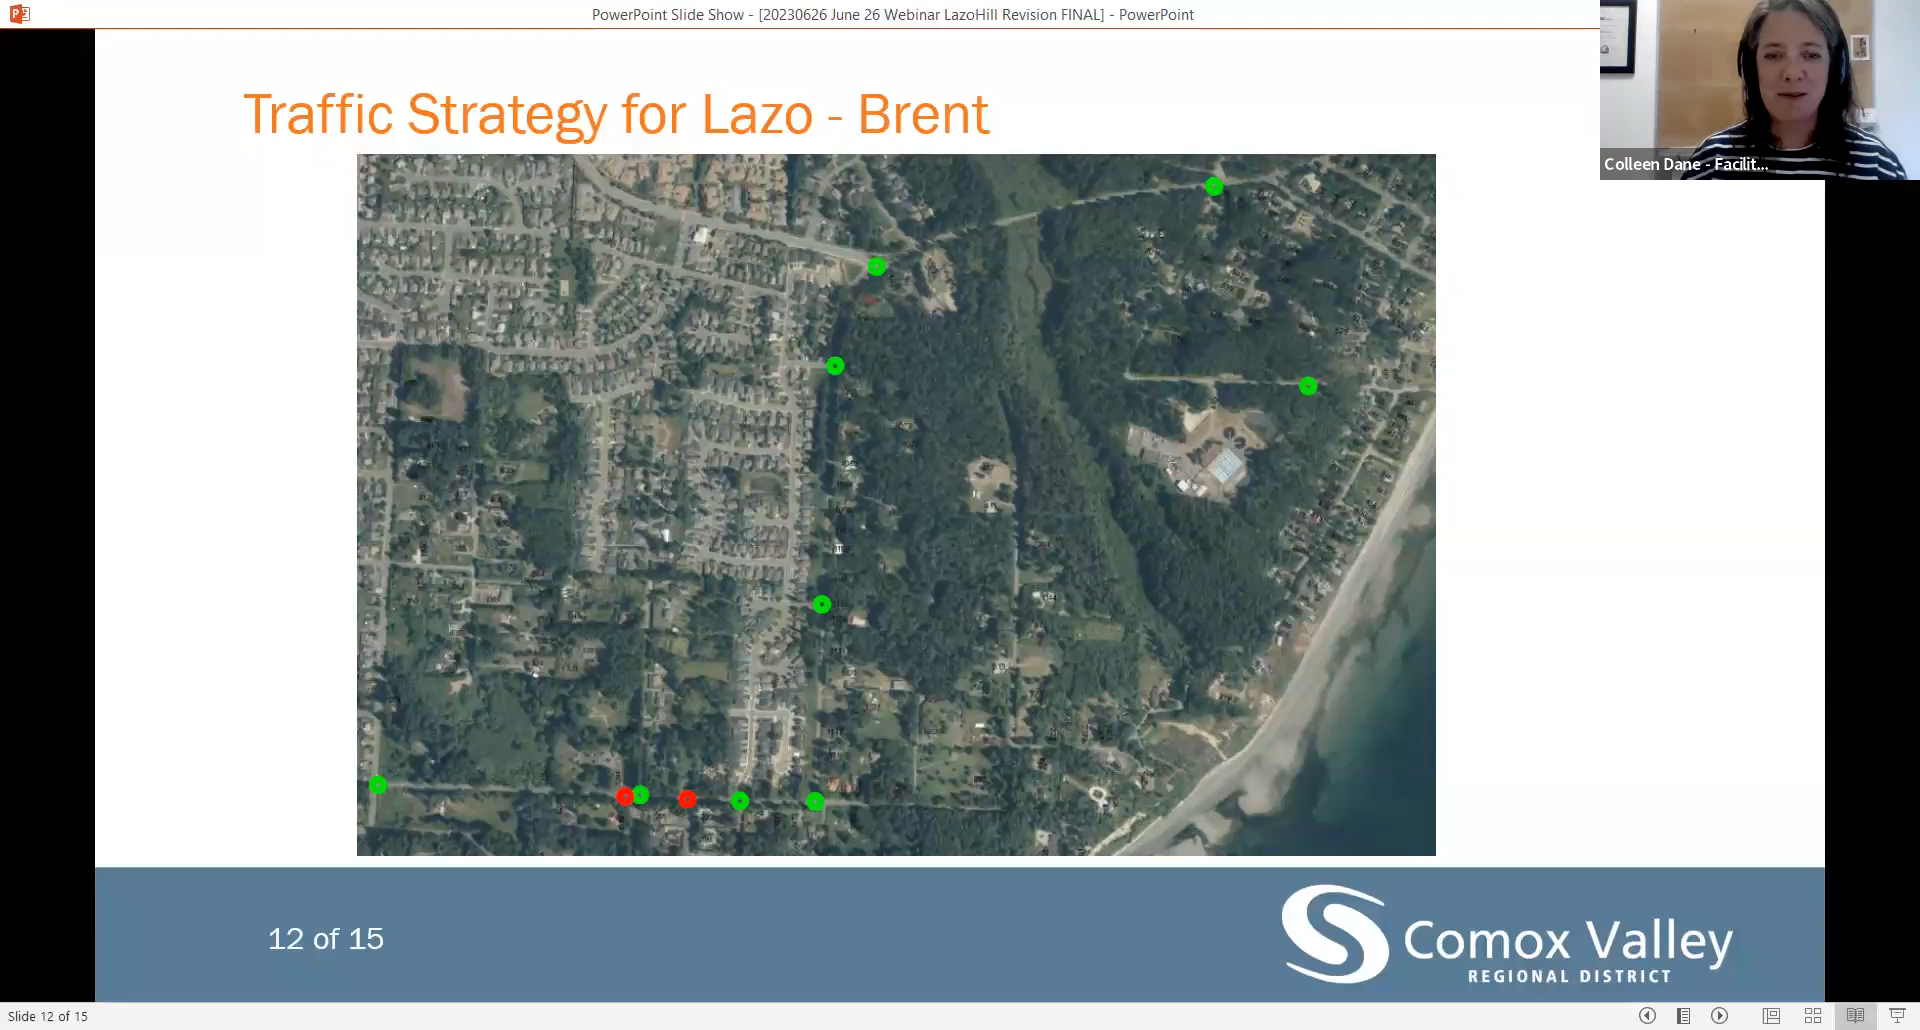 PowerPoint Slide Show - [20230626 June 26 Webinar LazoHill Revision FINAL] - PowerPoint
Colleen Dane - Facilit...
Traffic Strategy for Lazo - Brent
12 of 15
Comox Valley
REGIONAL DISTRICT
Slide 12 of 15